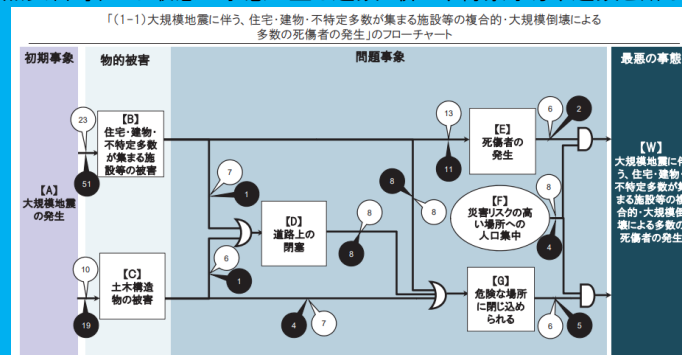 「(1-1)大規模地震に伴う、住宅・建物・不特定多数が集まる施設等の複合的・大規模倒壊による
多数の死傷者の発生」のフローチャート
初期事象
物的被害
問題事象
最悪の事態
【A】
大規模地震
の発生
23
51
10
19
【B】
住宅・建物・
不特定多数
が集まる施
設等の被害
【C】
土木構造
物の被害
7
1
6
1
【D】
道路上の
閉塞
8
8
4
7
8
8
13
11
【E】
死傷者の
発生
6
2
【F】
災害リスクの高
い場所への
人口集中
8
4
【G】
危険な場所
に閉じ込め
られる
6
5
【W】
大規模地震に伴
う、住宅・建物・
不特定多数が集
まる施設等の複
合的・大規模倒
壊による多数の
死傷者の発生